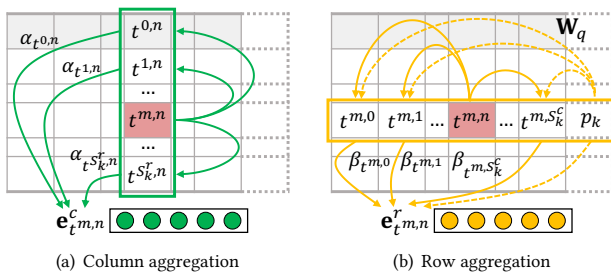 α_{t^{0,n}} t^{0,n}
α_{t^{1,n}} t^{1,n}
...
t^{m,n}
...
α_{t^{S_k^r,n}} t^{S_k^r,n}
e^c_{t^{m,n}}
(a) Column aggregation
W_q
t^{m,0} t^{m,1} ... t^{m,n} ... t^{m,S_k^c} p_k
β_{t^{m,0}} β_{t^{m,1}} β_{t^{m,S_k^c}}
e^r_{t^{m,n}}
(b) Row aggregation